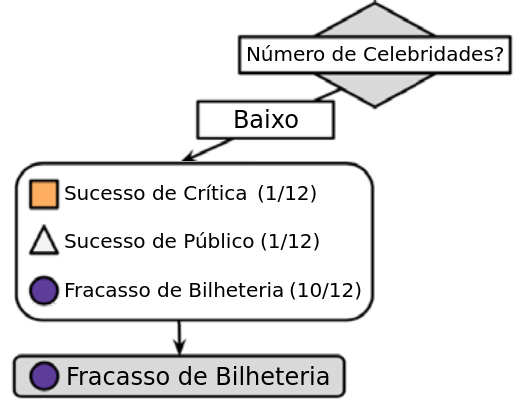 Número de Celebridades?
Baixo
Sucesso de Crítica (1/12)
Sucesso de Público (1/12)
Fracasso de Bilheteria (10/12)
Fracasso de Bilheteria